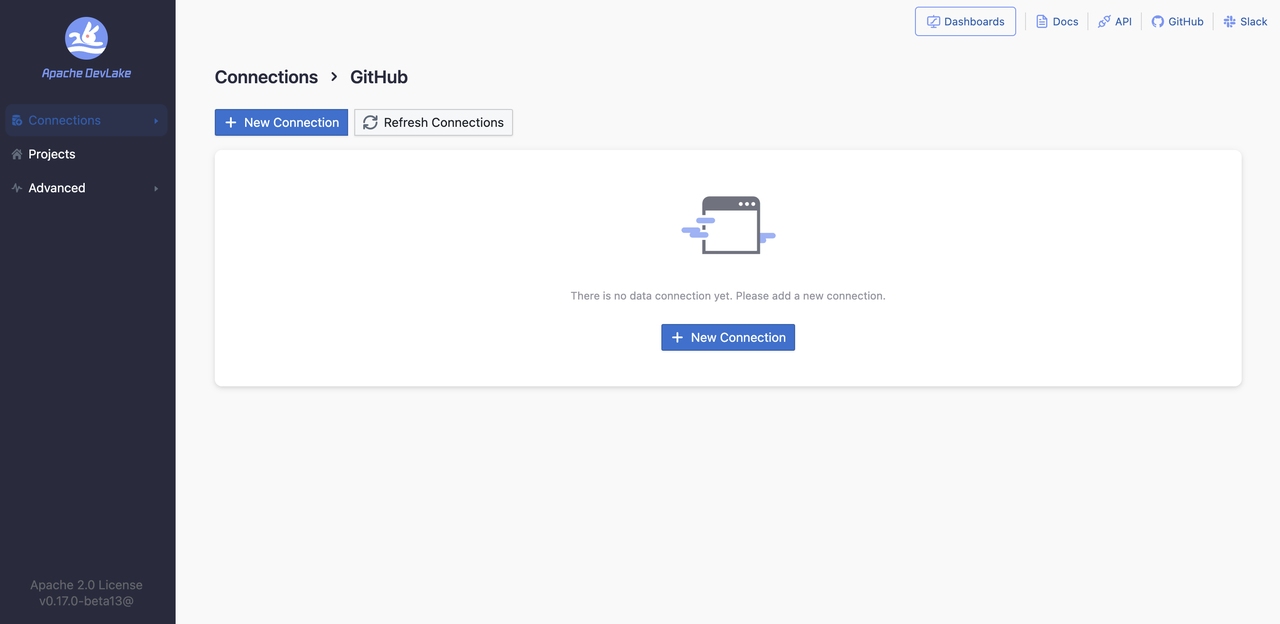 Apache DevLake
Connections
Projects
Advanced
Apache 2.0 License
v0.17.0-beta13@
Dashboards
Docs
API
GitHub
Slack
Connections > GitHub
New Connection
Refresh Connections
There is no data connection yet. Please add a new connection.
New Connection